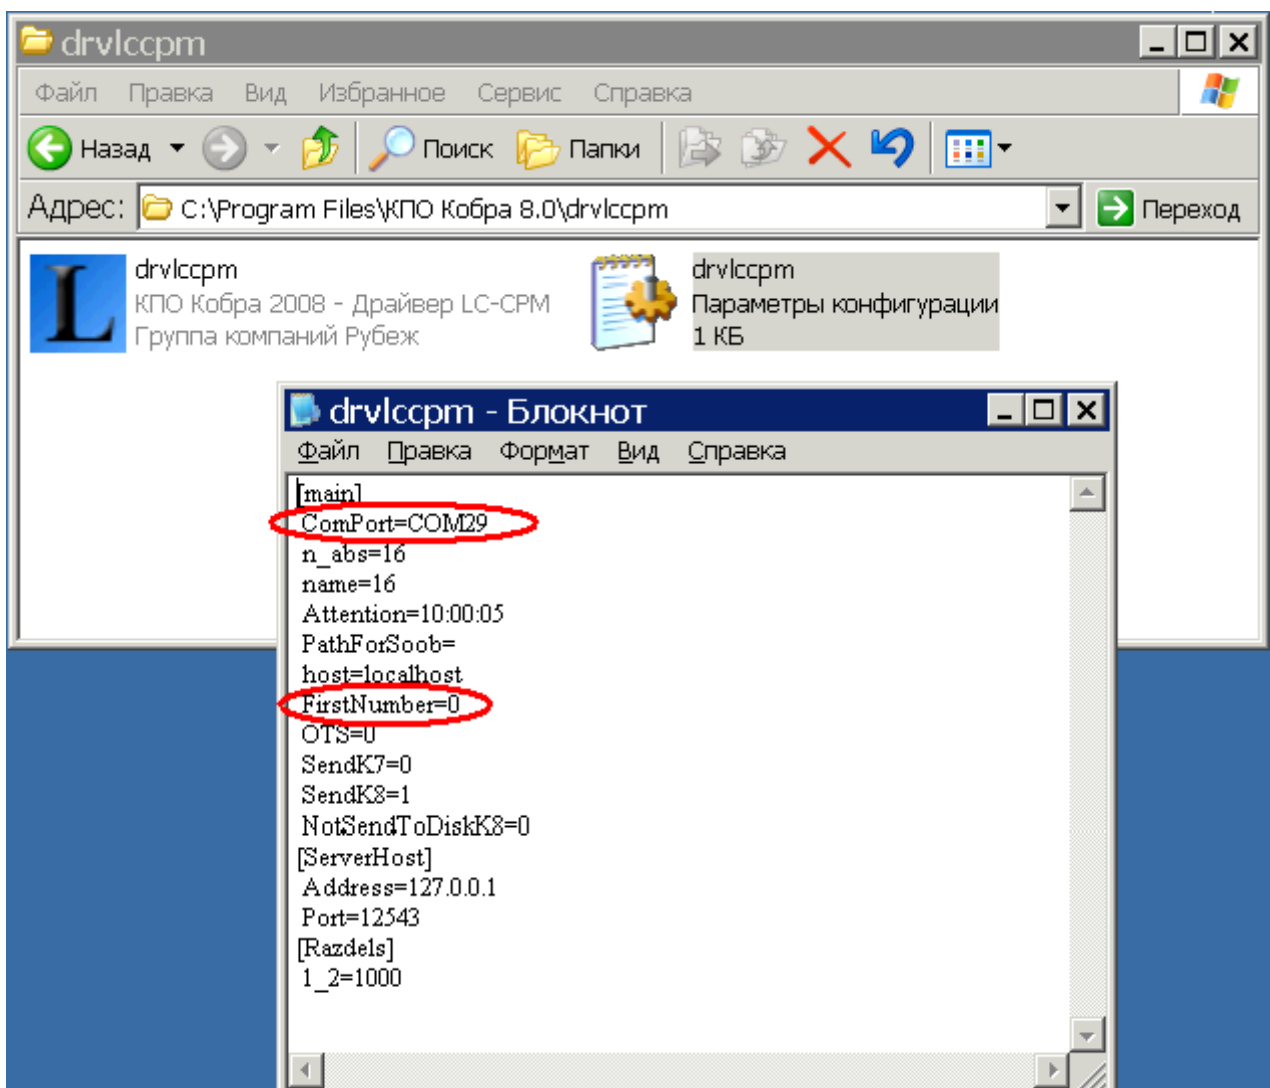 drvlccpm
Файл Правка Вид Избранное Сервис Справка
Назад Поиск Папки
Адрес: C:\Program Files\КПО Кобра 8.0\drvlccpm Переход
drvlccpm
КПО Кобра 2008 - Драйвер LC-CPM
Группа компаний Рубеж
drvlccpm
Параметры конфигурации
1 КБ
drvlccpm - Блокнот
Файл Правка Формат Вид Справка
[main]
ComPort=COM29
n_abs=16
name=16
Attention=10:00:05
PathForSoob=
host=localhost
FirstNumber=0
OTS=0
SendK7=0
SendK8=1
NotSendToDiskK8=0
[ServerHost]
Address=127.0.0.1
Port=12543
[Razdels]
1_2=1000